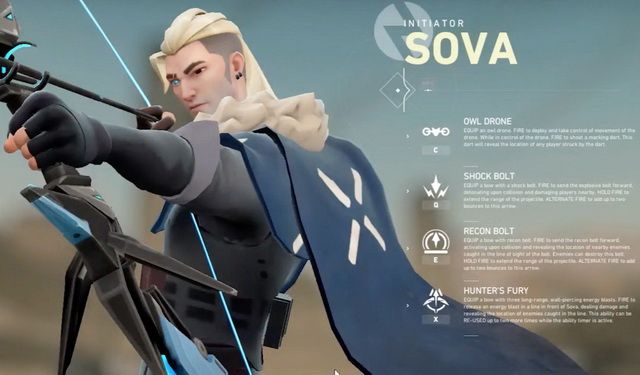 INITIATOR
SOVA
OWL DRONE
EQUIP an owl drone. FIRE to deploy and take control of movement of the
drone. While in control of the drone, FIRE to shoot a marking dart. This
dart will reveal the location of any player struck by the dart.
C
SHOCK BOLT
EQUIP a bow with a shock bolt. FIRE to send the explosive bolt forward,
detonating upon collision and damaging players nearby. HOLD FIRE to
extend the range of the projectile. ALTERNATE FIRE to add up to two
bounces to this arrow.
Q
RECON BOLT
EQUIP a bow with recon bolt. FIRE to send the recon bolt forward,
activating upon collision and revealing the location of nearby enemies
caught in the line of sight of the bolt. Enemies can destroy this bolt.
HOLD FIRE to extend the range of the projectile. ALTERNATE FIRE to add
up to two bounces to this arrow.
E
HUNTER'S FURY
EQUIP a bow with three long-range, wall-piercing energy blasts. FIRE to
release an energy blast in a line in front of Sova, dealing damage and
revealing the location of enemies caught in the line. This ability can
be RE-USED up to two more times while the ability timer is active.
X